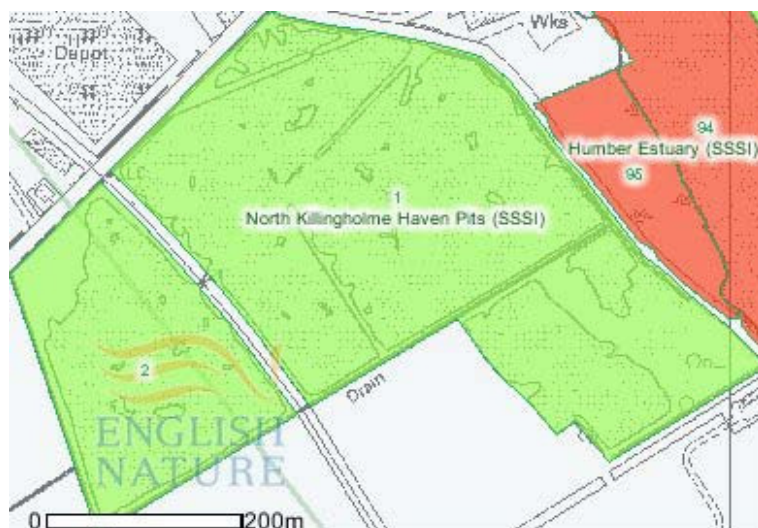 Wks
Depot
94
Humber Estuary (SSSI)
95
LC
1
North Killingholme Haven Pits (SSSI)
2
Drain
ENGLISH
NATURE
0 200m